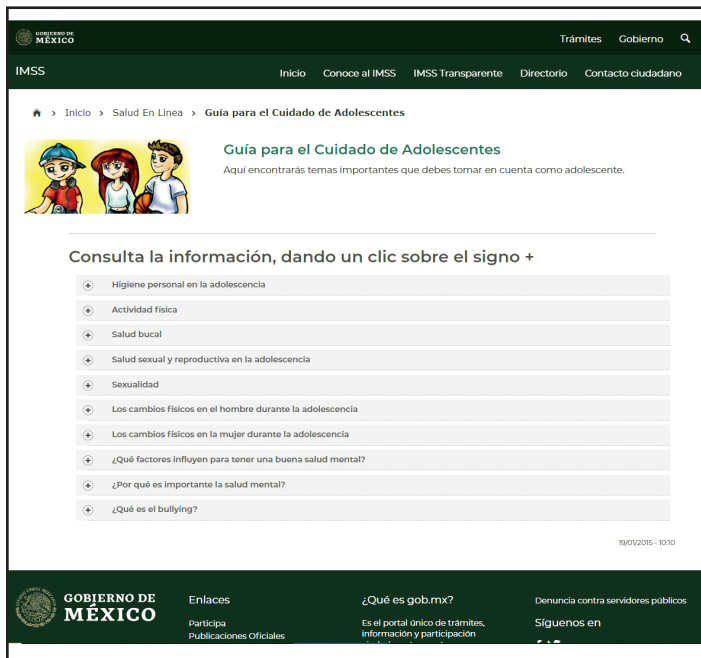 GOBIERNO DE
MÉXICO
Trámites Gobierno
IMSS
Inicio Conoce al IMSS IMSS Transparente Directorio Contacto ciudadano
> Inicio > Salud En Linea > Guía para el Cuidado de Adolescentes
Guía para el Cuidado de Adolescentes
Aquí encontrarás temas importantes que debes tomar en cuenta como adolescente.
Consulta la información, dando un clic sobre el signo +
Higiene personal en la adolescencia
Actividad física
Salud bucal
Salud sexual y reproductiva en la adolescencia
Sexualidad
Los cambios físicos en el hombre durante la adolescencia
Los cambios físicos en la mujer durante la adolescencia
¿Qué factores influyen para tener una buena salud mental?
¿Por qué es importante la salud mental?
¿Qué es el bullying?
19/01/2015 - 10:10
GOBIERNO DE
MÉXICO
Enlaces
Participa
Publicaciones Oficiales
¿Qué es gob.mx?
Es el portal único de trámites,
información y participación
Denuncia contra servidores públicos
Síguenos en